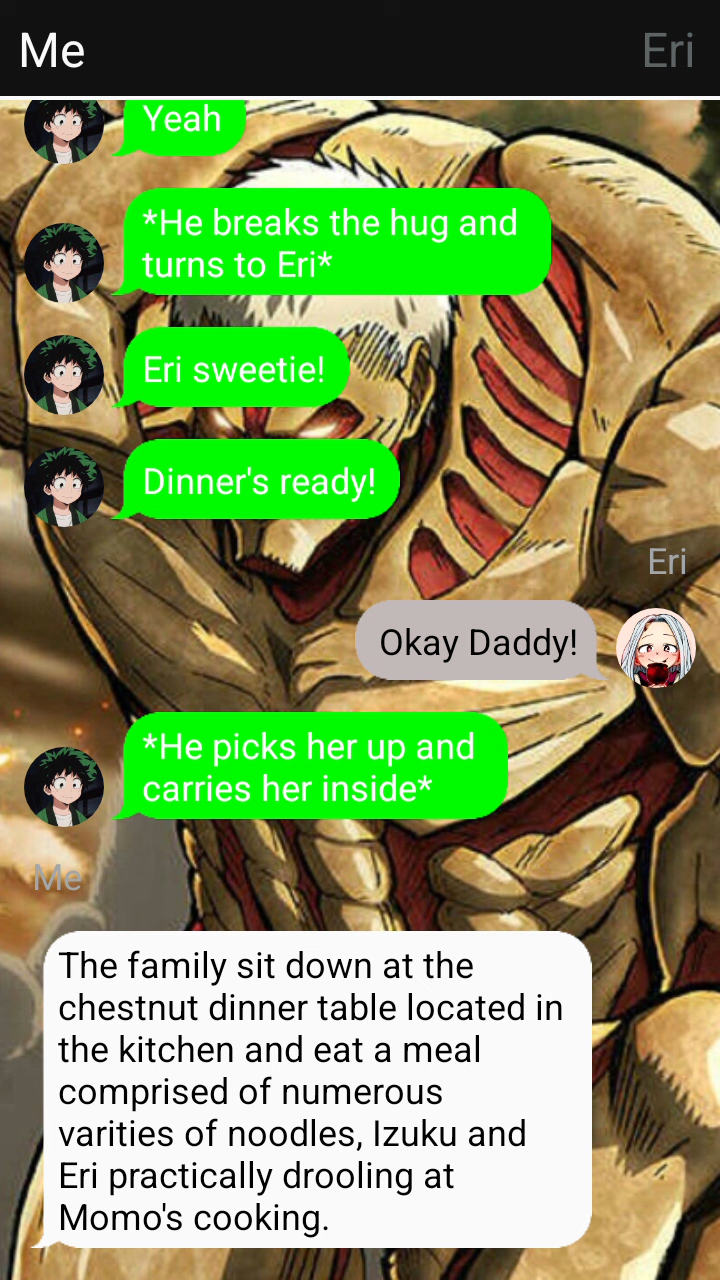 Me
Eri
Yeah
*He breaks the hug and
turns to Eri*
Eri sweetie!
Dinner's ready!
Eri
Okay Daddy!
*He picks her up and
carries her inside*
Me
The family sit down at the
chestnut dinner table located in
the kitchen and eat a meal
comprised of numerous
varities of noodles, Izuku and
Eri practically drooling at
Momo's cooking.